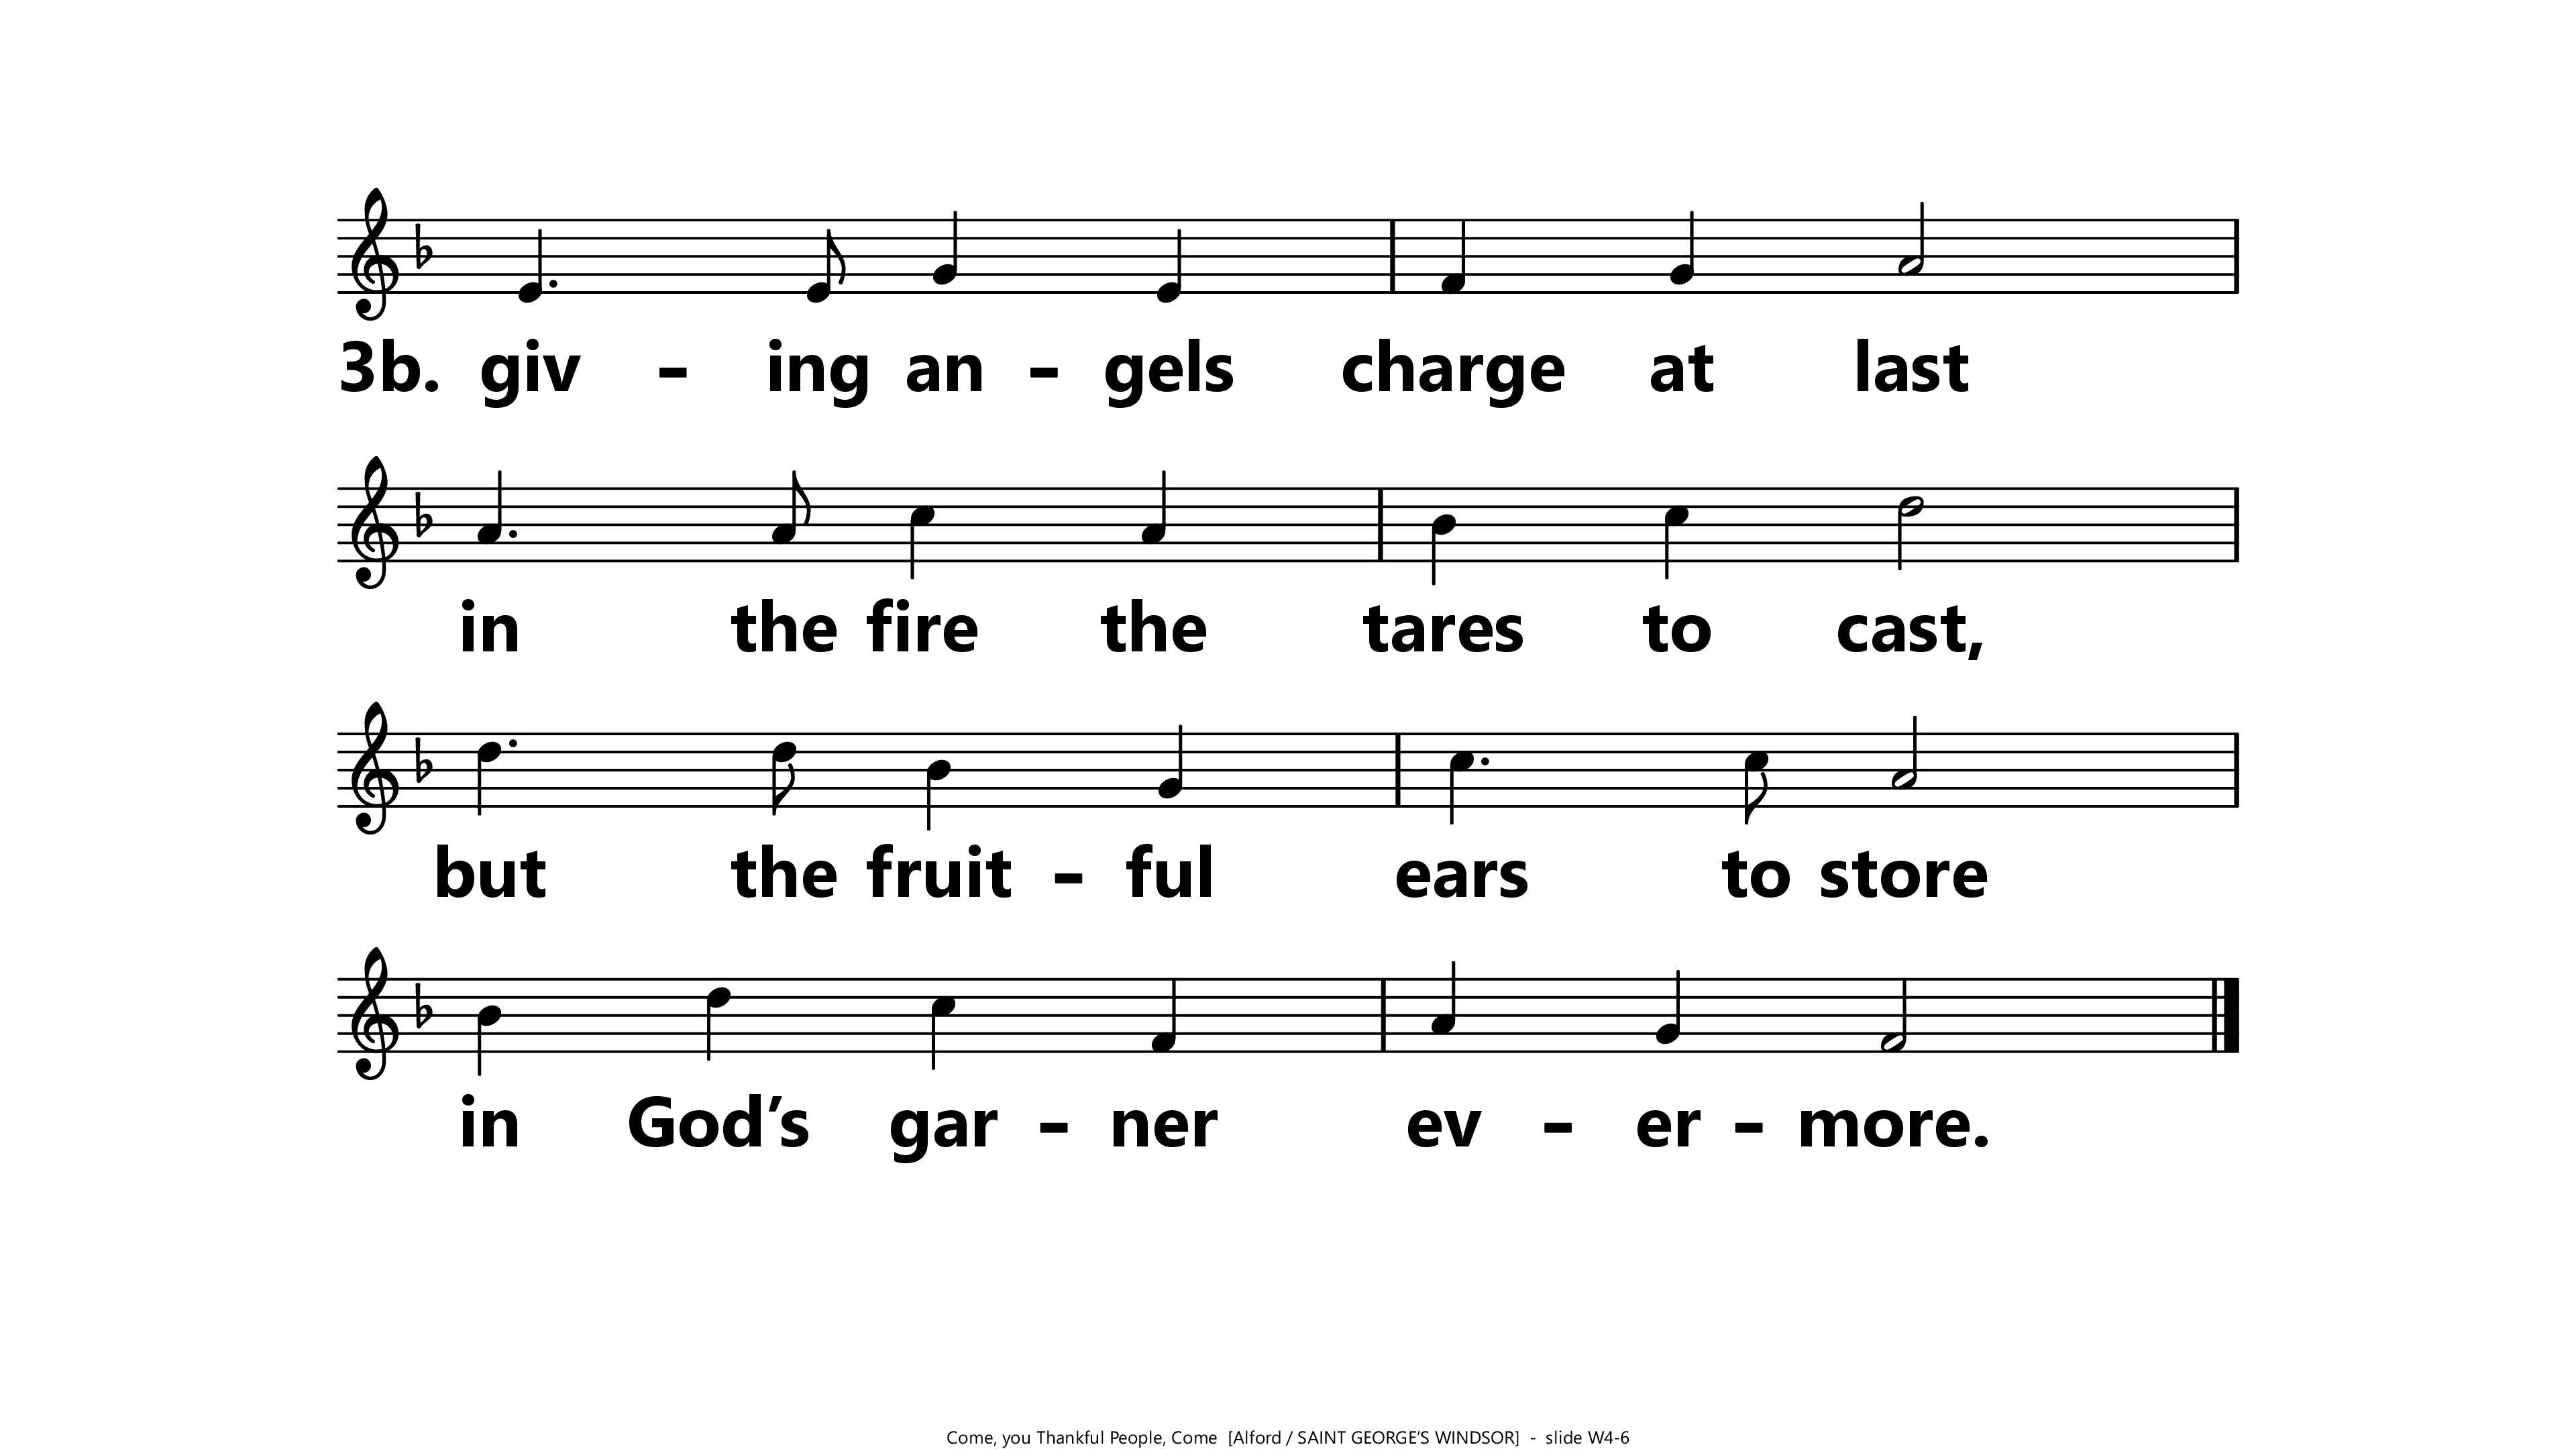 3b. giv - ing an - gels charge at last
in the fire the tares to cast,
but the fruit - ful ears to store
in God’s gar - ner ev - er - more.
Come, you Thankful People, Come [Alford / SAINT GEORGE’S WINDSOR] - slide W4-6